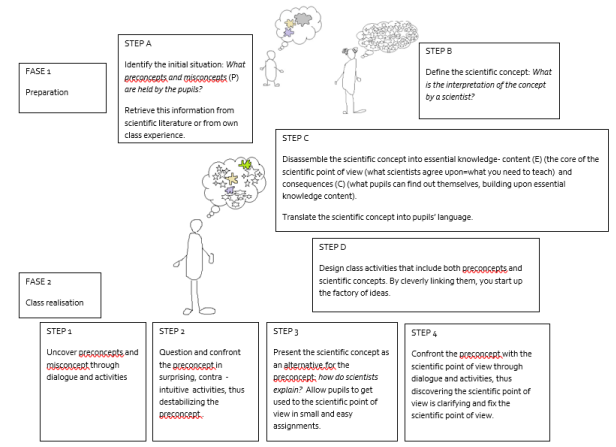 STEP A
Identify the initial situation: What
preconcepts and misconcepts (P)
are held by the pupils?
Retrieve this information from
scientific literature or from own
class experience.
STEP B
Define the scientific concept: What
is the interpretation of the concept
by a scientist?
FASE 1
Preparation
STEP C
Disassemble the scientific concept into essential knowledge- content (E) (the core of the
scientific point of view (what scientists agree upon=what you need to teach) and
consequences (C) (what pupils can find out themselves, building upon essential
knowledge content).
Translate the scientific concept into pupils' language.
STEP D
Design class activities that include both preconcepts and
scientific concepts. By cleverly linking them, you start up
the factory of ideas.
FASE 2
Class realisation
STEP 1
Uncover preconcepts and
misconcept through
dialogue and activities
STEP 2
Question and confront
the preconcept in
surprising, contra -
intuitive activities, thus
destabilizing the
preconcept.
STEP 3
Present the scientific concept as
an alternative for the
preconcept: how do scientists
explain? Allow pupils to get
used to the scientific point of
view in small and easy
assignments.
STEP 4
Confront the preconcept with the
scientific point of view through
dialogue and activities, thus
discovering the scientific point of
view is clarifying and fix the
scientific point of view.